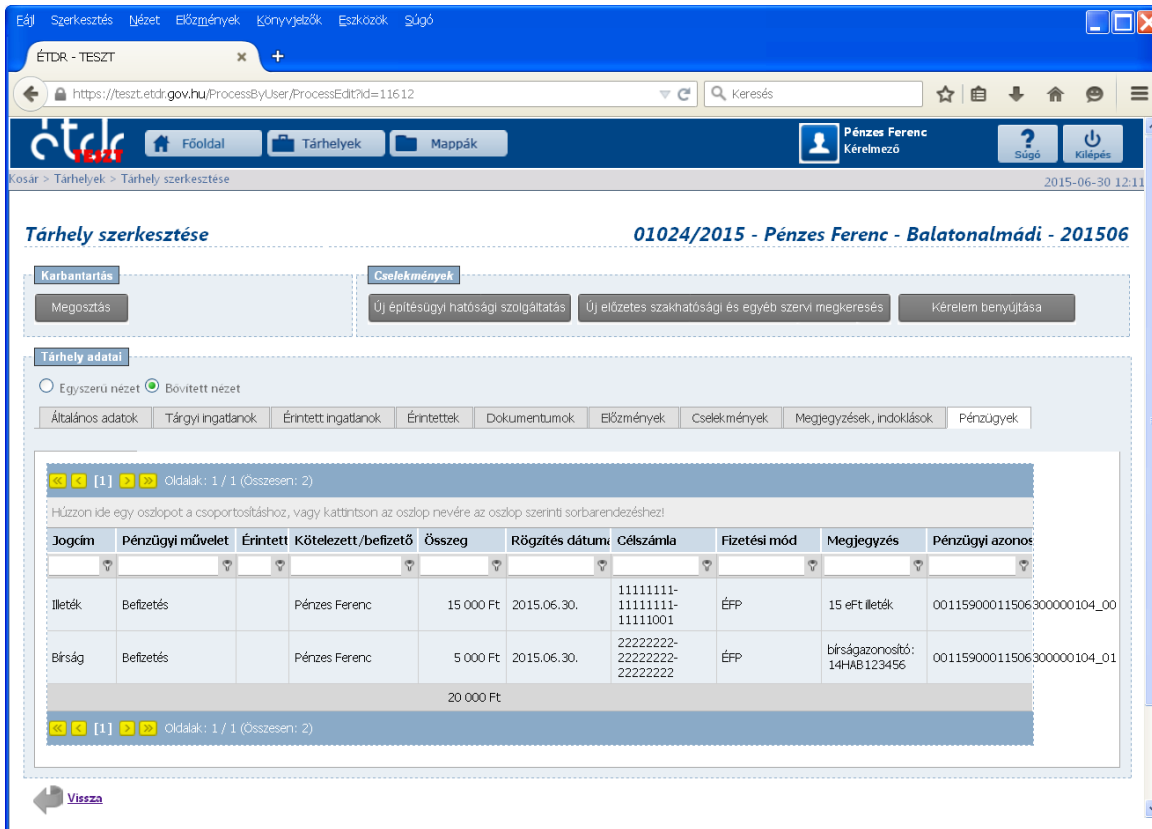 Fájl Szerkesztés Nézet Előzmények Könyvjelzők Eszközök Súgó
ÉTDR - TESZT
https://teszt.etdr.gov.hu/ProcessByUser/ProcessEdit?id=11612
Keresés
étdr
TESZT
Főoldal
Tárhelyek
Mappák
Pénzes Ferenc
Kérelmező
Súgó
Kilépés
Kosár > Tárhelyek > Tárhely szerkesztése
2015-06-30 12:11
Tárhely szerkesztése
01024/2015 - Pénzes Ferenc - Balatonalmádi - 201506
Karbantartás
Cselekmények
Megosztás
Új építésügyi hatósági szolgáltatás
Új előzetes szakhatósági és egyéb szervi megkeresés
Kérelem benyújtása
Tárhely adatai
Egyszerű nézet
Bővített nézet
Általános adatok
Tárgyi ingatlanok
Érintett ingatlanok
Érintettek
Dokumentumok
Előzmények
Cselekmények
Megjegyzések, indoklások
Pénzügyek
[1] Oldalak: 1 / 1 (Összesen: 2)
Húzzon ide egy oszlopot a csoportosításhoz, vagy kattintson az oszlop nevére az oszlop szerinti sorbarendezéshez!
Jogcím Pénzügyi művelet Érintett Kötelezett/befizető Összeg Rögzítés dátuma Célszámla Fizetési mód Megjegyzés Pénzügyi azonos
Illeték Befizetés Pénzes Ferenc 15 000 Ft 2015.06.30. 11111111-
11111111-
11111001 ÉFP 15 eFt illeték 00115900011506300000104_00
Bírság Befizetés Pénzes Ferenc 5 000 Ft 2015.06.30. 22222222-
22222222-
22222222 ÉFP bírságazonosító:
14HAB123456 00115900011506300000104_01
20 000 Ft
[1] Oldalak: 1 / 1 (Összesen: 2)
Vissza